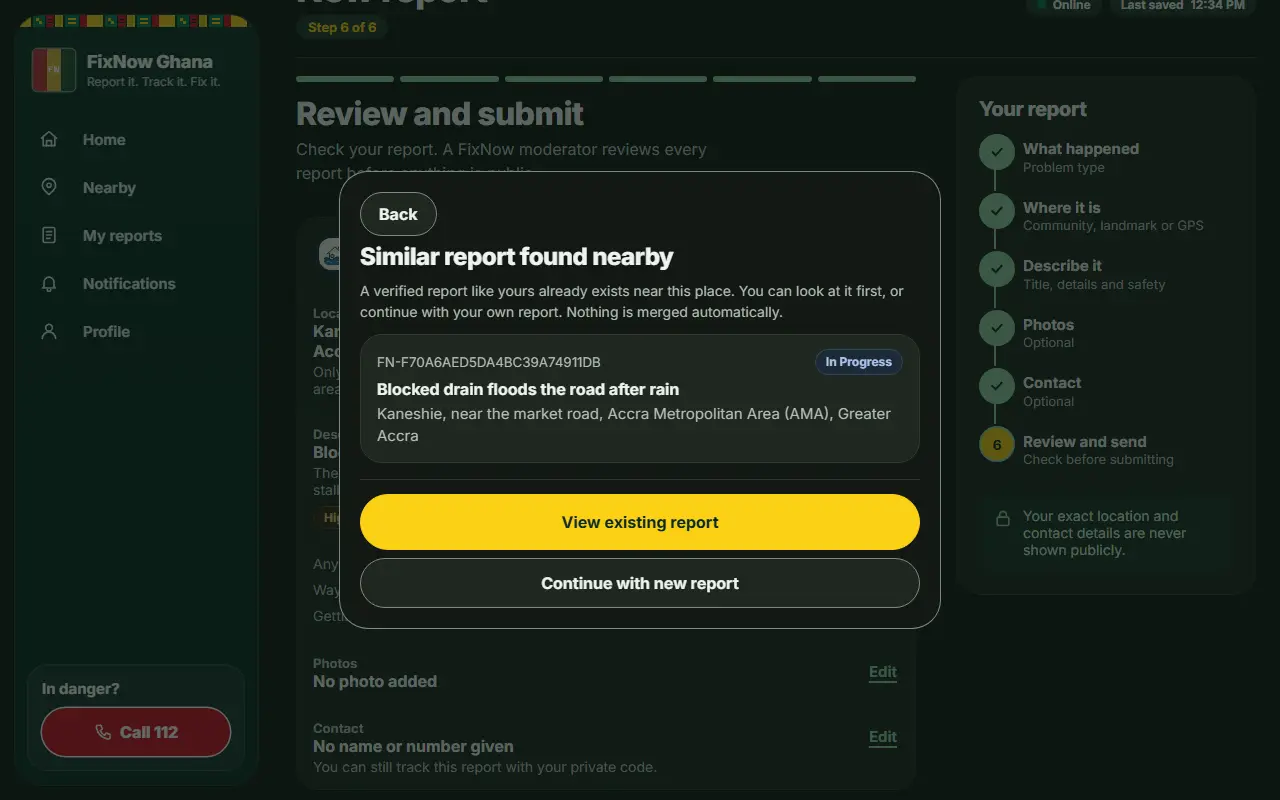 Step 6 of 6
Online
Last saved 12:34 PM
FN
FixNow Ghana
Report it. Track it. Fix it.
Home
Nearby
My reports
Notifications
Profile
In danger?
Call 112
Review and submit
Check your report. A FixNow moderator reviews every
report before anything is public.
Back
Similar report found nearby
A verified report like yours already exists near this place. You can look at it first, or
continue with your own report. Nothing is merged automatically.
FN-F70A6AED5DA4BC39A74911DB
In Progress
Blocked drain floods the road after rain
Kaneshie, near the market road, Accra Metropolitan Area (AMA), Greater
Accra
View existing report
Continue with new report
Photos
No photo added
Edit
Contact
No name or number given
Edit
You can still track this report with your private code.
Your report
What happened
Problem type
Where it is
Community, landmark or GPS
Describe it
Title, details and safety
Photos
Optional
Contact
Optional
6
Review and send
Check before submitting
Your exact location and
contact details are never
shown publicly.